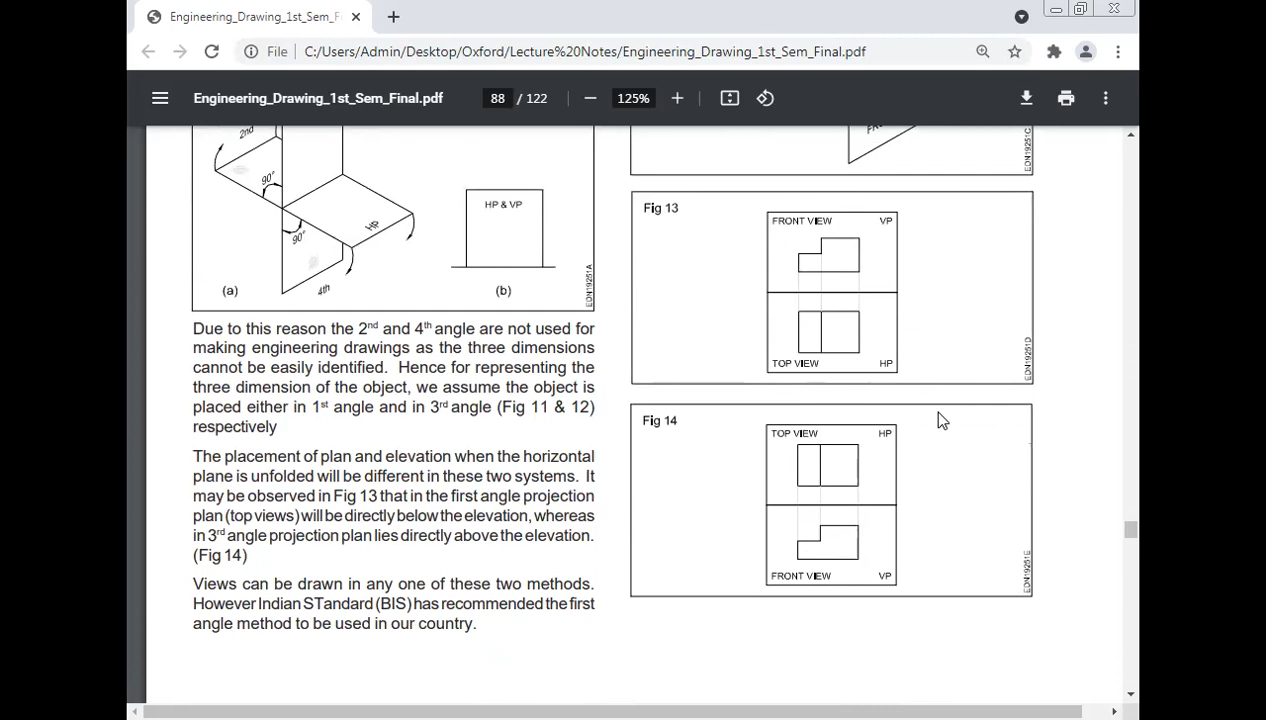 Engineering_Drawing_1st_Sem_F
File
C:/Users/Admin/Desktop/Oxford/Lecture%20Notes/Engineering_Drawing_1st_Sem_Final.pdf
Engineering_Drawing_1st_Sem_Final.pdf
88 / 122
125%
2nd
90°
HP
90°
4th
(a)
HP & VP
(b)
EDN19251A
Due to this reason the 2nd and 4th angle are not used for
making engineering drawings as the three dimensions
cannot be easily identified. Hence for representing the
three dimension of the object, we assume the object is
placed either in 1st angle and in 3rd angle (Fig 11 & 12)
respectively
The placement of plan and elevation when the horizontal
plane is unfolded will be different in these two systems. It
may be observed in Fig 13 that in the first angle projection
plan (top views) will be directly below the elevation, whereas
in 3rd angle projection plan lies directly above the elevation.
(Fig 14)
Views can be drawn in any one of these two methods.
However Indian STandard (BIS) has recommended the first
angle method to be used in our country.
EDN19251C
Fig 13
FRONT VIEW VP
TOP VIEW HP
EDN19251D
Fig 14
TOP VIEW HP
FRONT VIEW VP
EDN19251E